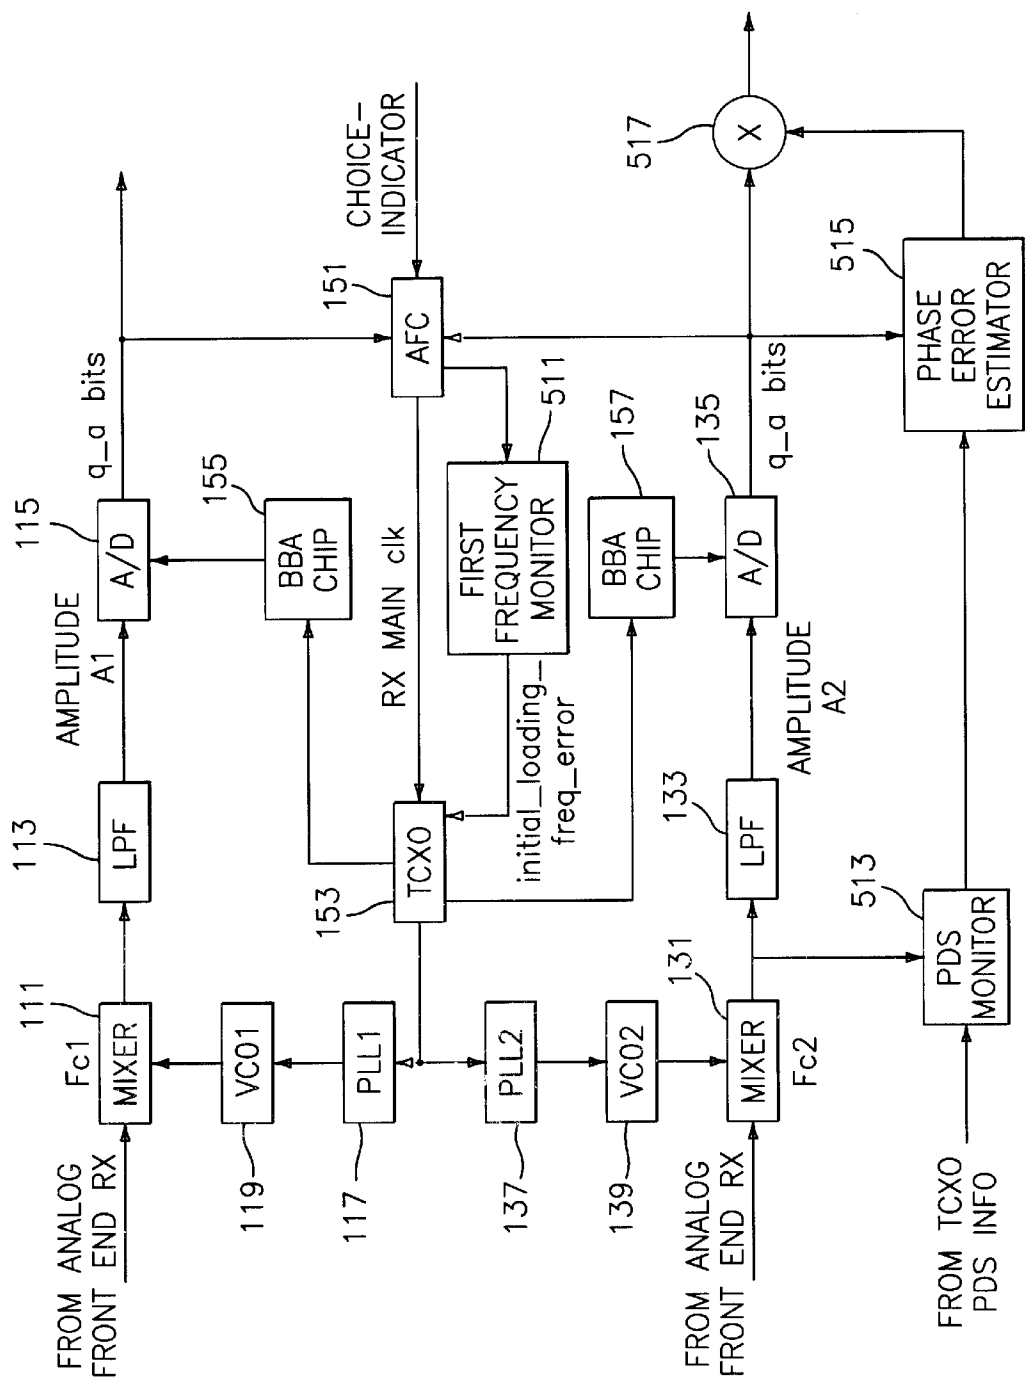 FROM ANALOG
FRONT END RX
Fc1
MIXER
111
LPF
113
AMPLITUDE
A1
A/D
115
q_a bits
VCO1
119
BBA
CHIP
155
PLL1
117
TCXO
153
RX MAIN clk
AFC
151
CHOICE-
INDICATOR
FIRST
FREQUENCY
MONITOR
511
initial_loading_
freq_error
PLL2
137
VCO2
139
BBA
CHIP
157
FROM ANALOG
FRONT END RX
MIXER
131
Fc2
LPF
133
AMPLITUDE
A2
A/D
135
q_a bits
X
517
FROM TCXO
PDS INFO
PDS
MONITOR
513
PHASE
ERROR
ESTIMATOR
515